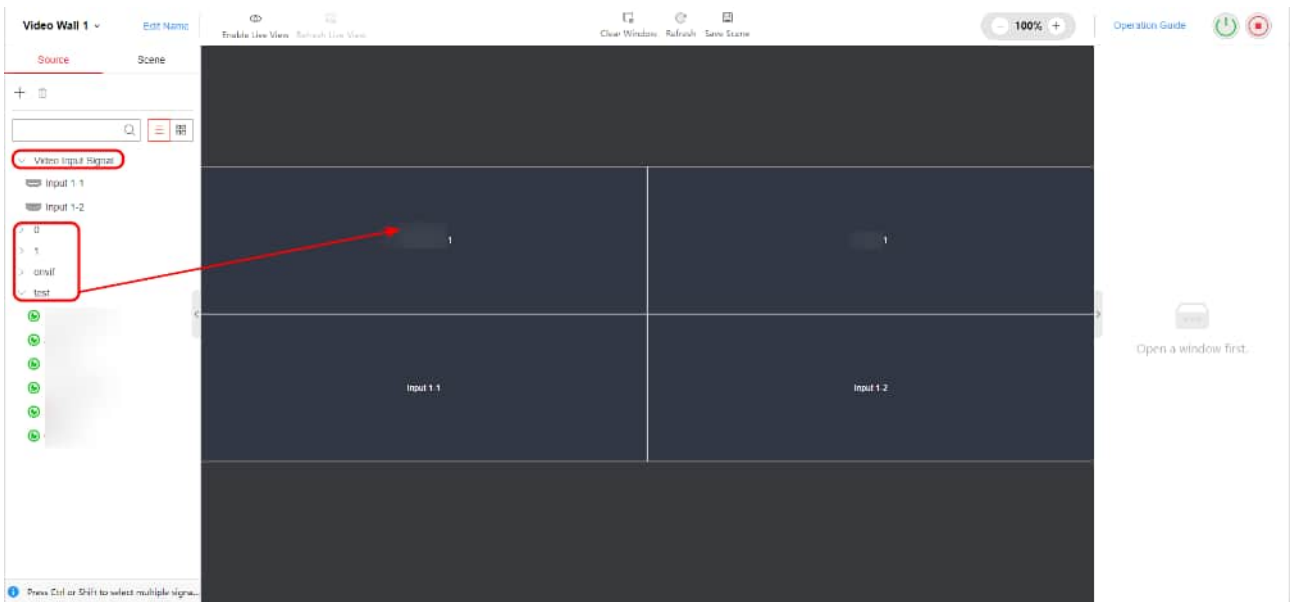 Video Wall 1
Edit Name
Enable Live View
Refresh Live View
Clear Window
Refresh
Save Scene
100%
Operation Guide
Source
Scene
Video Input Signal
Input 1-1
Input 1-2
0
1
onvif
test
1
1
Input 1-1
Input 1-2
Open a window first.
Press Ctrl or Shift to select multiple signa...